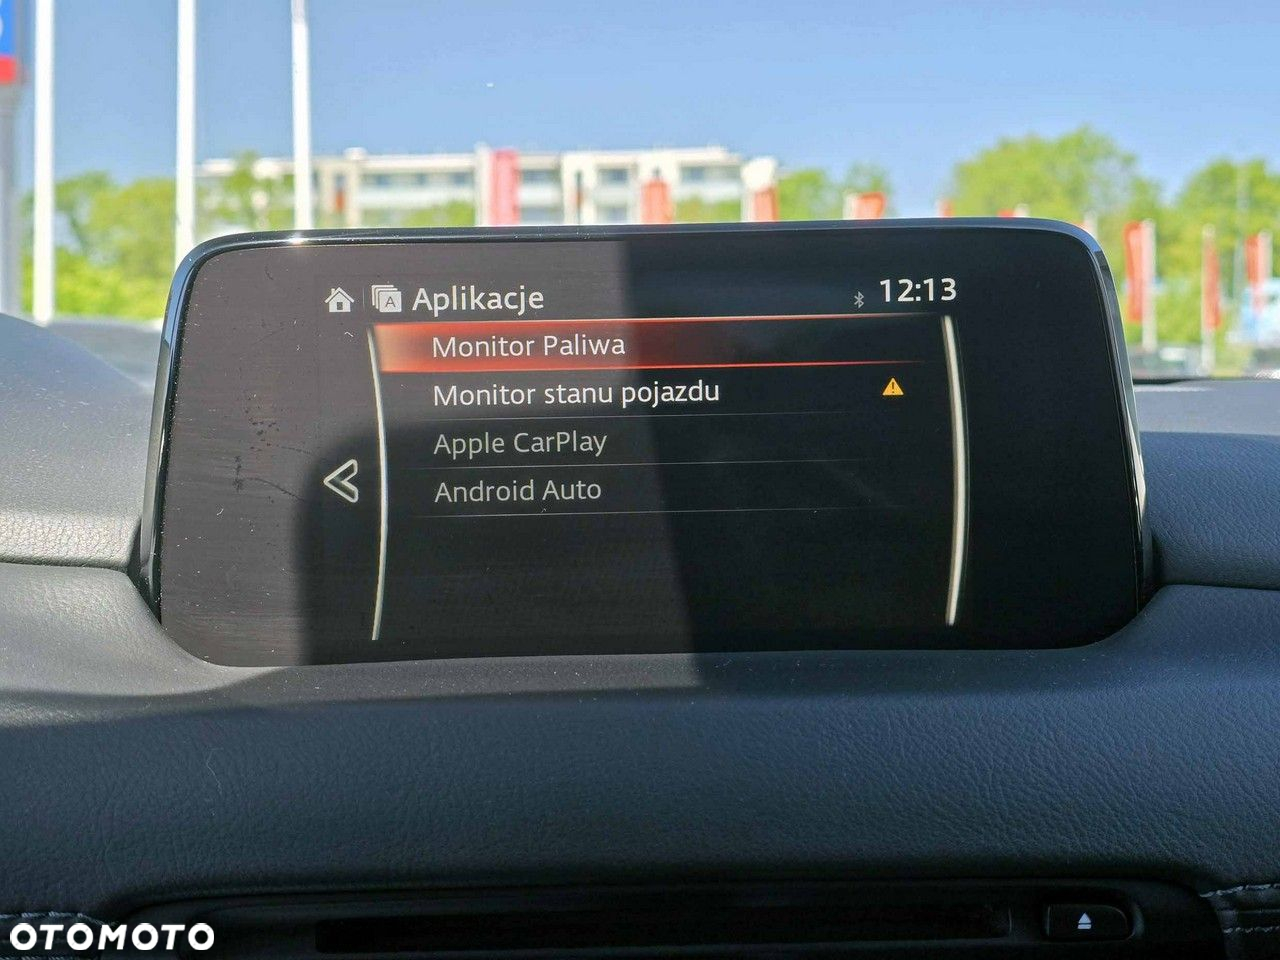 Aplikacje 12:13
Monitor Paliwa
Monitor stanu pojazdu
Apple CarPlay
Android Auto
OTOMOTO